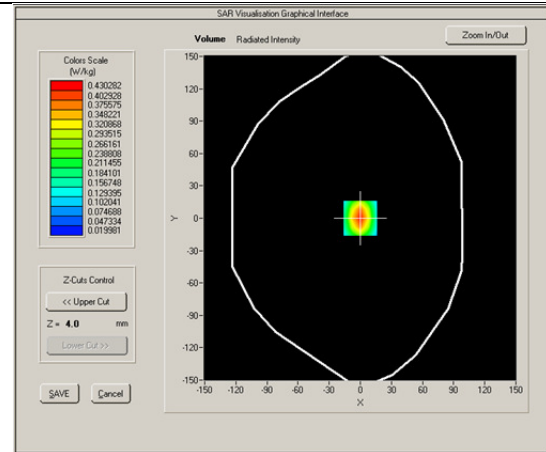 SAR Visualisation Graphical Interface
Volume Radiated Intensity
Zoom In/Out
Colors Scale
(W/kg)
0.430282
0.402928
0.375575
0.348221
0.320868
0.293515
0.266161
0.238808
0.211455
0.184101
0.156748
0.129395
0.102041
0.074688
0.047334
0.019981
Z-Cuts Control
<< Upper Cut
Z = 4.0 mm
Lower Cut >>
SAVE Cancel
150
120
90
60
30
0
-30
-60
-90
-120
-150
Y
-150 -120 -90 -60 -30 0 30 60 90 120 150
X